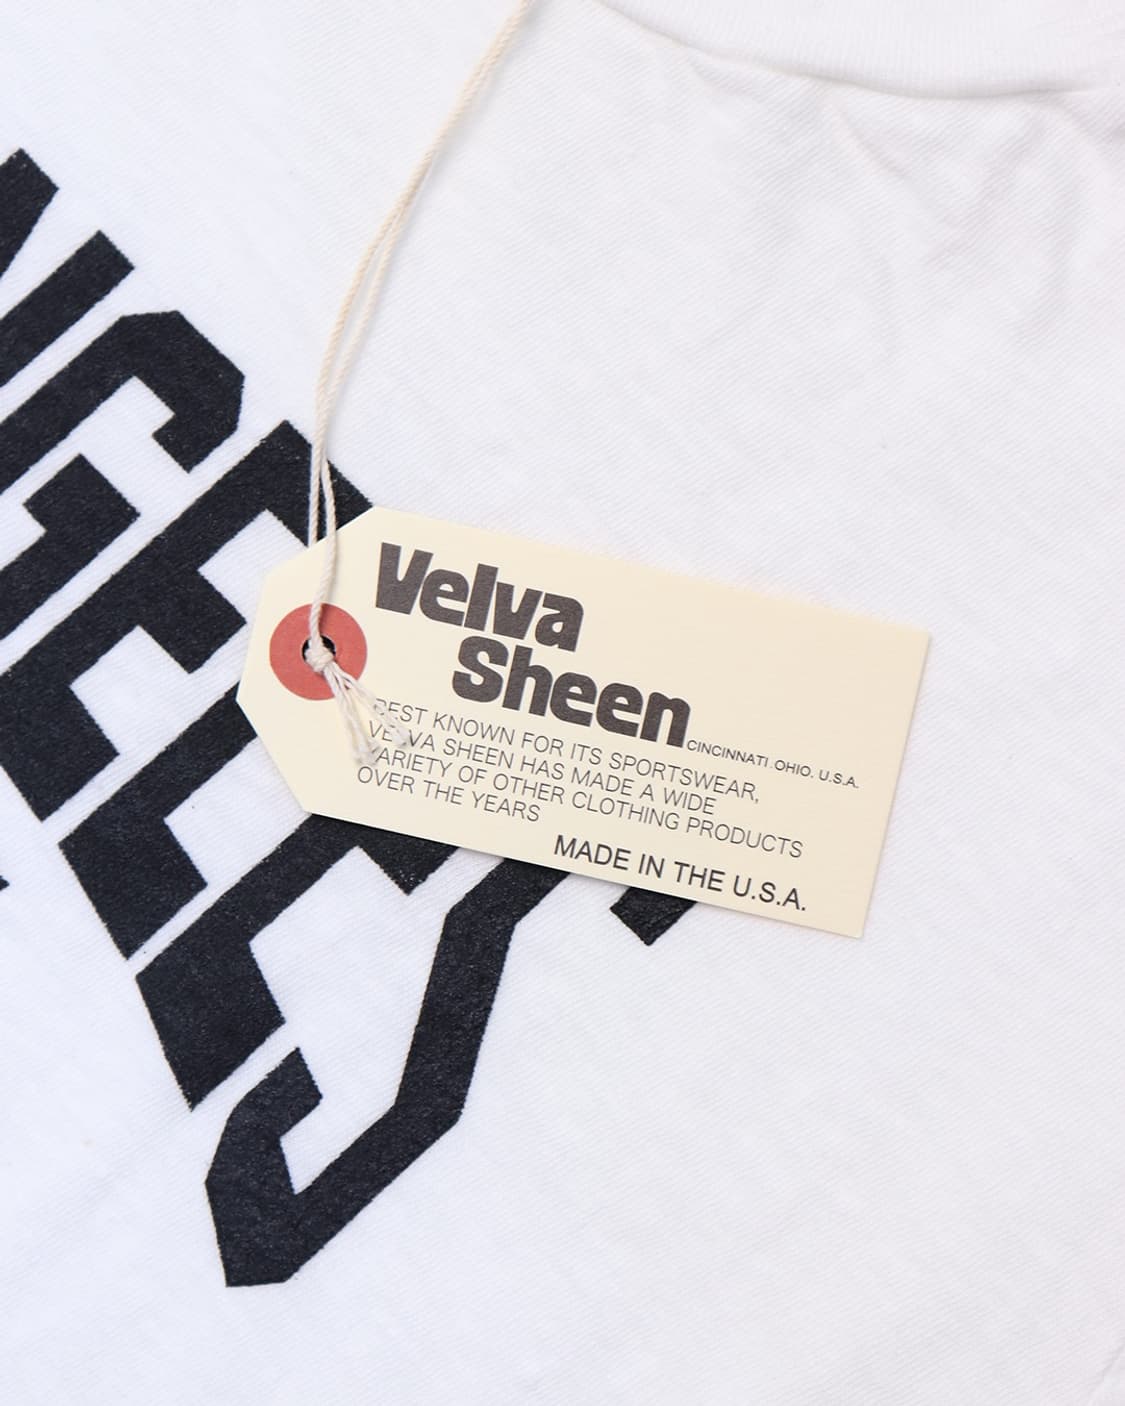 Velva
Sheen
CINCINNATI. OHIO. U.S.A.
BEST KNOWN FOR ITS SPORTSWEAR,
VELVA SHEEN HAS MADE A WIDE
VARIETY OF OTHER CLOTHING PRODUCTS
OVER THE YEARS
MADE IN THE U.S.A.